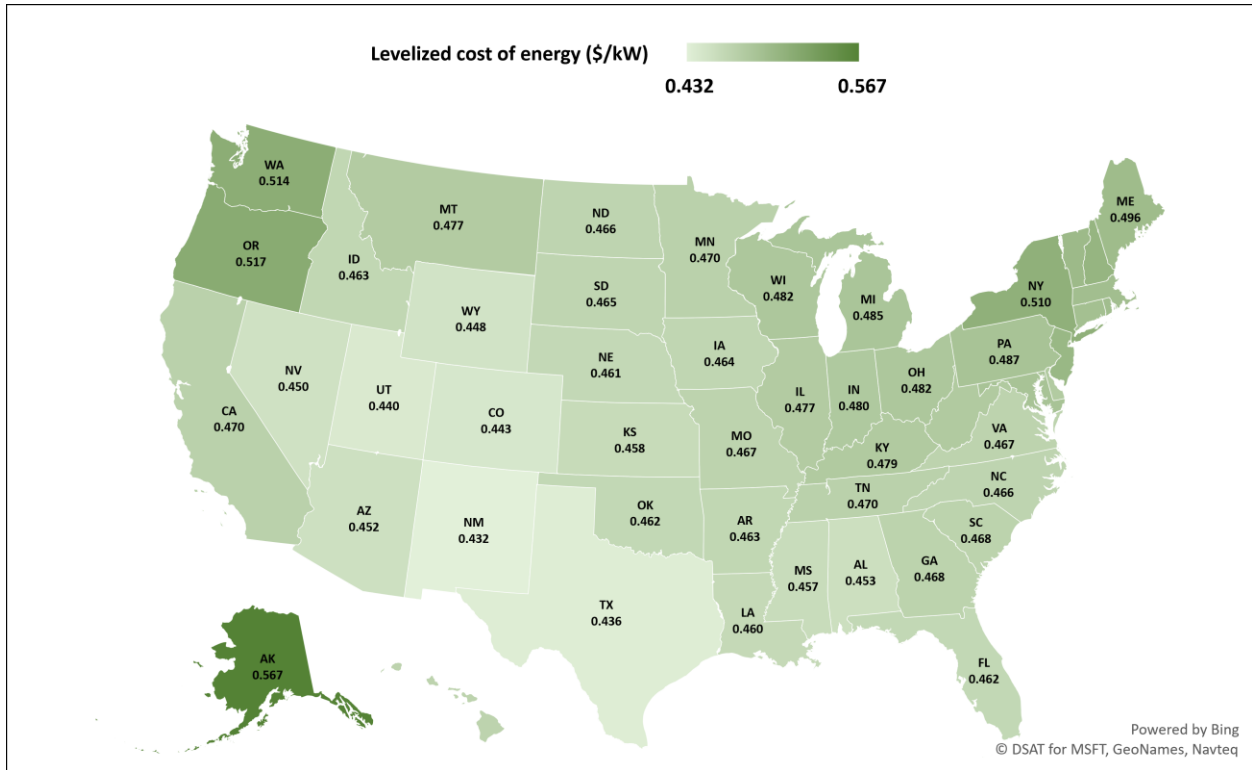 Levelized cost of energy ($/kW)
0.432
0.567
WA
0.514
OR
0.517
ID
0.463
MT
0.477
ND
0.466
SD
0.465
MN
0.470
WI
0.482
MI
0.485
ME
0.496
NY
0.510
PA
0.487
WY
0.448
NE
0.461
IA
0.464
IL
0.477
IN
0.480
OH
0.482
NV
0.450
UT
0.440
CO
0.443
CA
0.470
KS
0.458
MO
0.467
KY
0.479
VA
0.467
AZ
0.452
NM
0.432
OK
0.462
AR
0.463
TN
0.470
NC
0.466
SC
0.468
MS
0.457
AL
0.453
GA
0.468
TX
0.436
LA
0.460
FL
0.462
AK
0.567
Powered by Bing
© DSAT for MSFT, GeoNames, Navteq